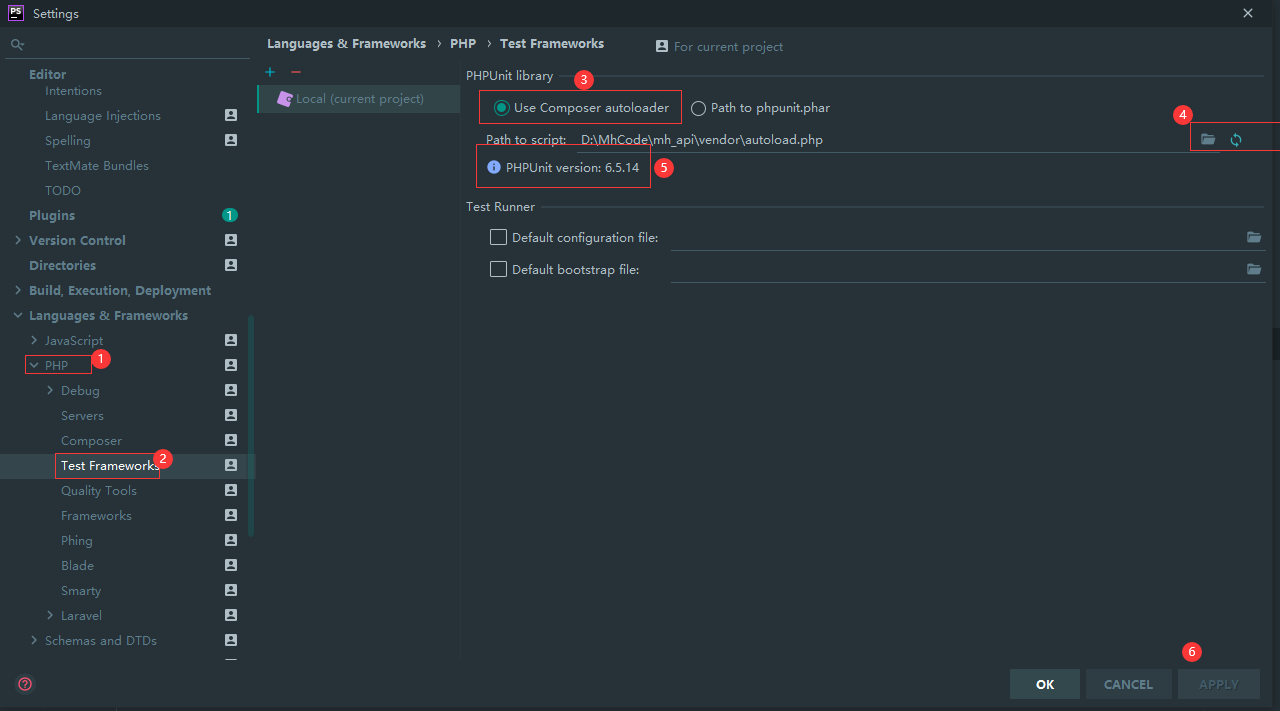 PS Settings
Languages & Frameworks › PHP › Test Frameworks For current project
Editor
Intentions
Language Injections
Spelling
TextMate Bundles
TODO
Plugins 1
Version Control
Directories
Build, Execution, Deployment
Languages & Frameworks
JavaScript
PHP 1
Debug
Servers
Composer
Test Frameworks 2
Quality Tools
Frameworks
Phing
Blade
Smarty
Laravel
Schemas and DTDs
Local (current project)
PHPUnit library
3
Use Composer autoloader Path to phpunit.phar
4
Path to script: D:\MhCode\mh_api\vendor\autoload.php
PHPUnit version: 6.5.14 5
Test Runner
Default configuration file:
Default bootstrap file:
6
OK CANCEL APPLY